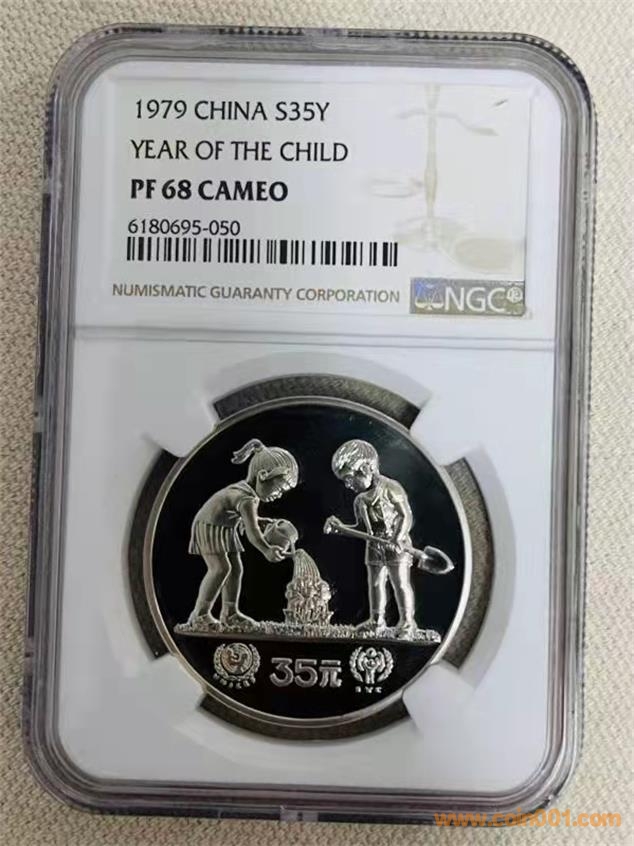 1979 CHINA S35Y
YEAR OF THE CHILD
PF 68 CAMEO
6180695-050
NUMISMATIC GUARANTY CORPORATION
NGC®
35元
www.coin001.com